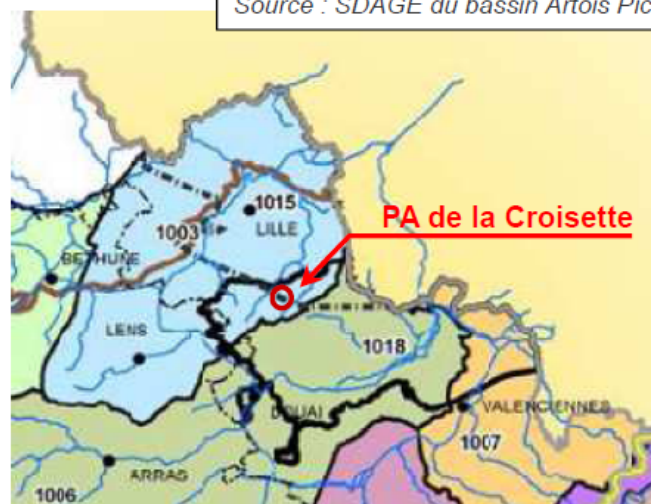 Source : SDAGE du bassin Artois Pic
1015
PA de la Croisette
1003
LILLE
BETHUNE
LENS
1018
DOUAI
VALENCIENNES
1007
ARRAS
1006